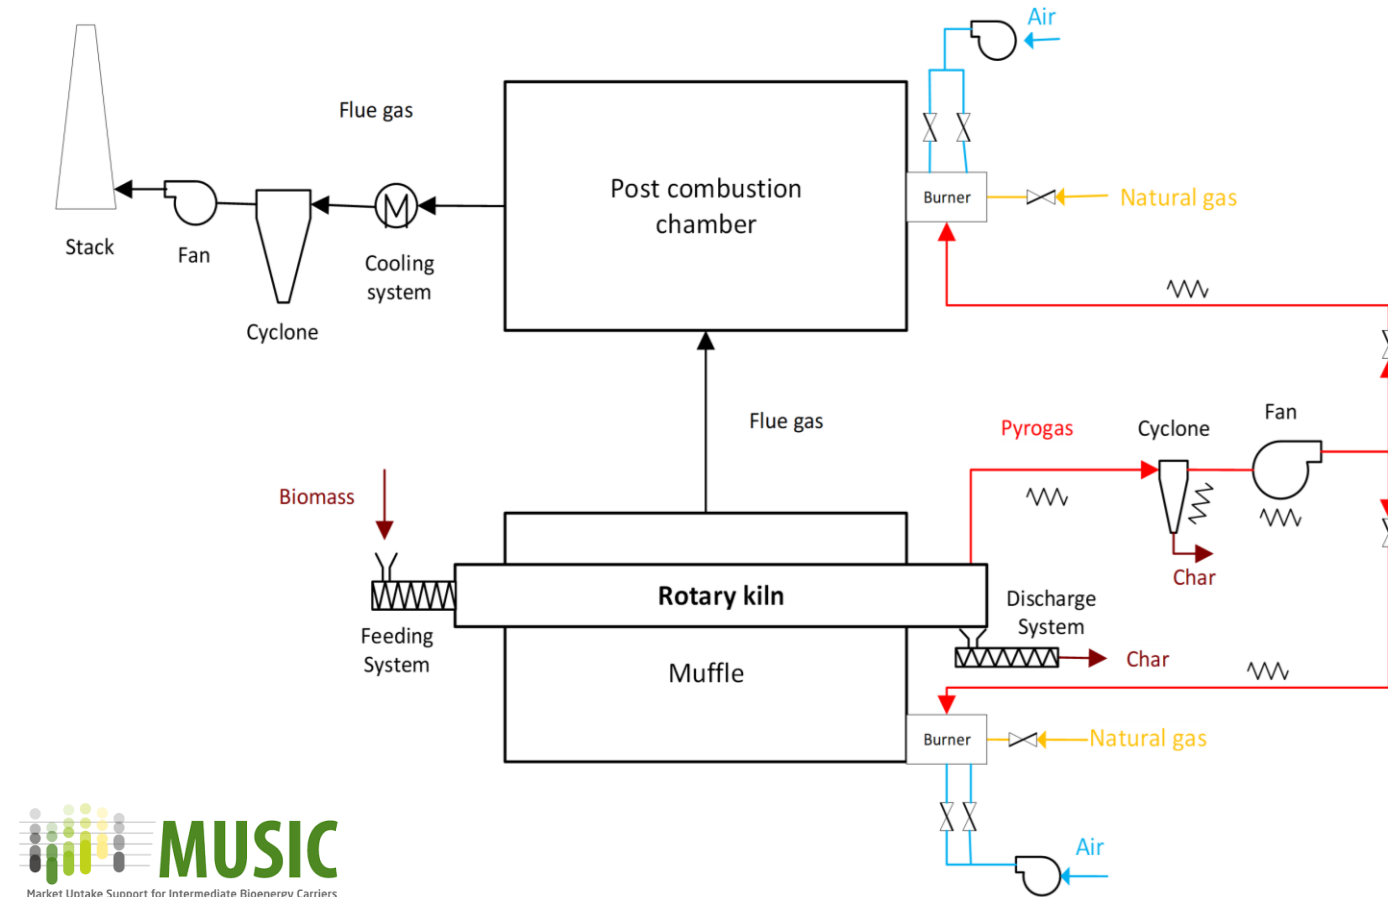 Air
Flue gas
Post combustion
chamber
Burner
Natural gas
Stack
Fan
Cooling
system
Cyclone
Flue gas
Pyrogas
Cyclone
Fan
Biomass
Char
Rotary kiln
Discharge
System
Feeding
System
Char
Muffle
Burner
Natural gas
Air
MUSIC
Market Uptake Support for Intermediate Bioenergy Carriers